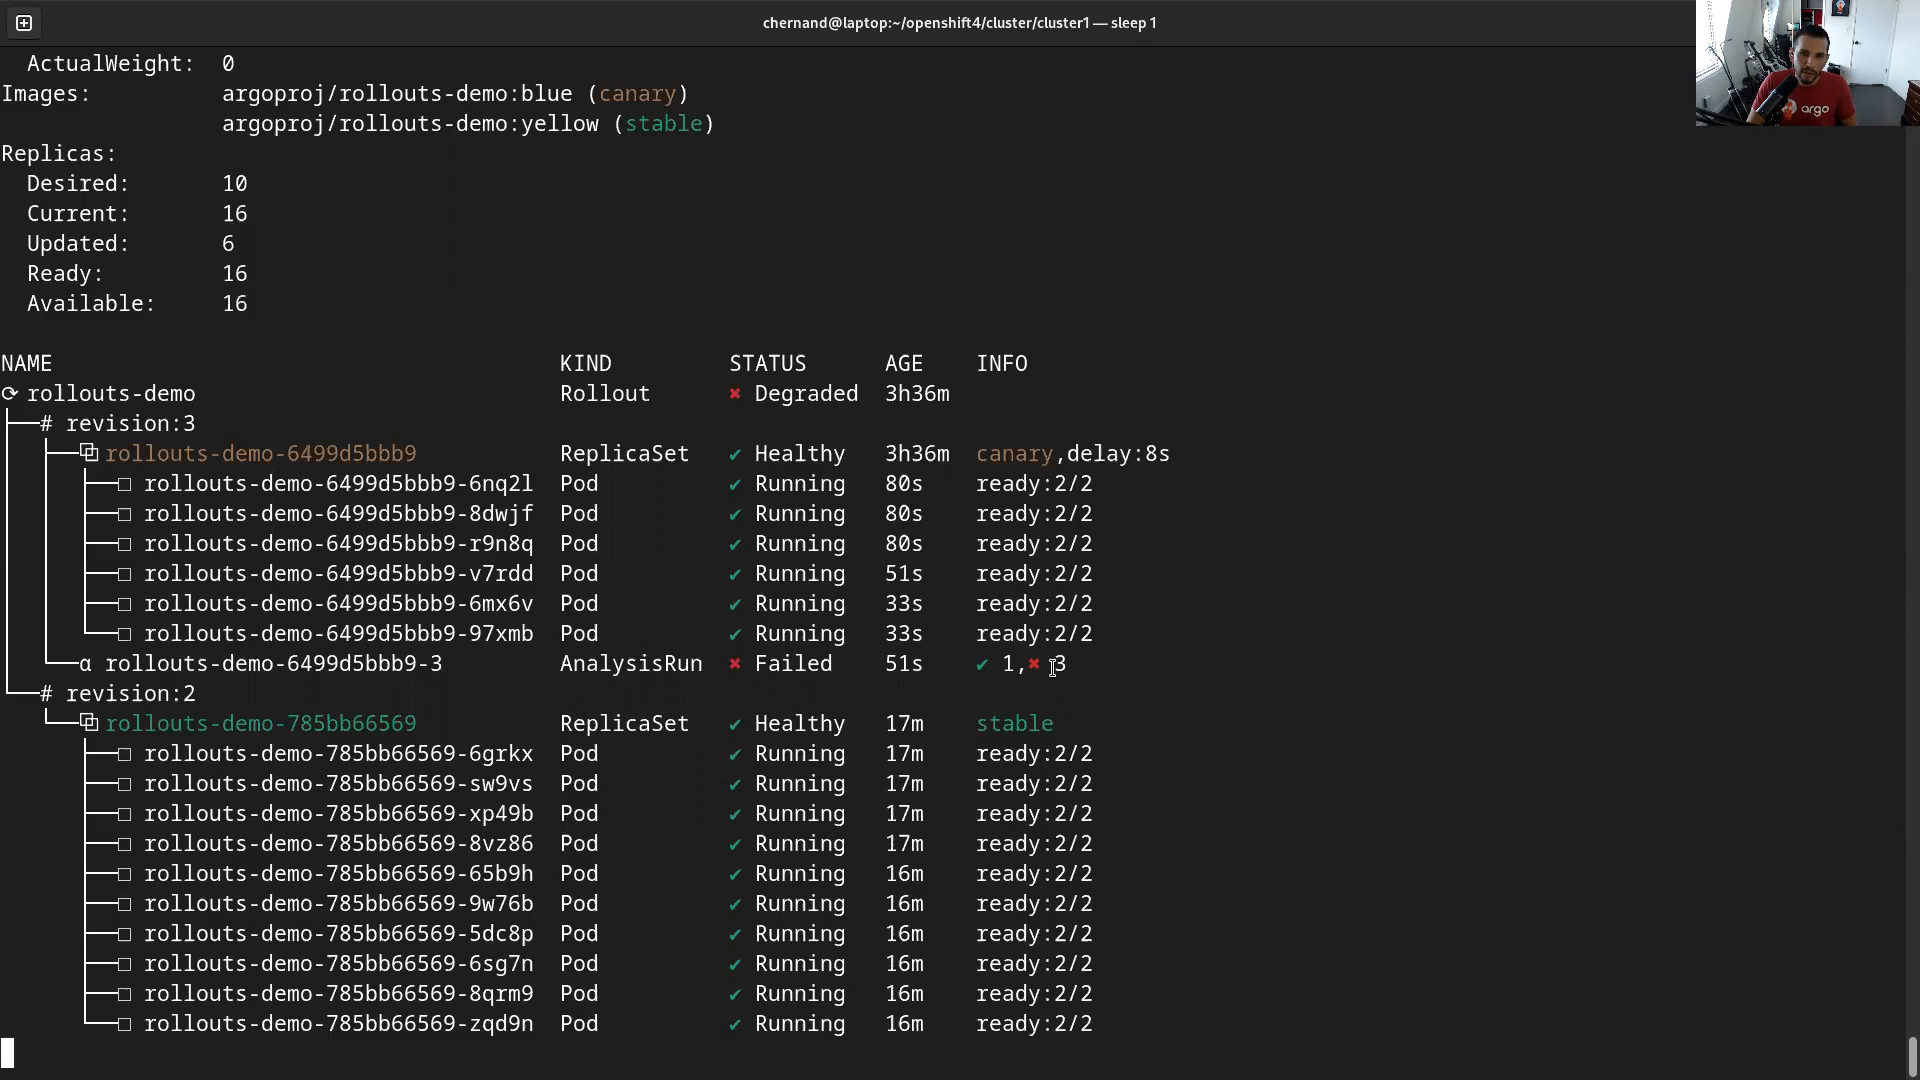 chernand@laptop:~/openshift4/cluster/cluster1 — sleep 1
argo
ActualWeight: 0
Images: argoproj/rollouts-demo:blue (canary)
argoproj/rollouts-demo:yellow (stable)
Replicas:
Desired: 10
Current: 16
Updated: 6
Ready: 16
Available: 16
NAME KIND STATUS AGE INFO
⟳ rollouts-demo Rollout ✖ Degraded 3h36m
├──# revision:3
│ ├──⧉ rollouts-demo-6499d5bbb9 ReplicaSet ✔ Healthy 3h36m canary,delay:8s
│ │ ├──□ rollouts-demo-6499d5bbb9-6nq2l Pod ✔ Running 80s ready:2/2
│ │ ├──□ rollouts-demo-6499d5bbb9-8dwjf Pod ✔ Running 80s ready:2/2
│ │ ├──□ rollouts-demo-6499d5bbb9-r9n8q Pod ✔ Running 80s ready:2/2
│ │ ├──□ rollouts-demo-6499d5bbb9-v7rdd Pod ✔ Running 51s ready:2/2
│ │ ├──□ rollouts-demo-6499d5bbb9-6mx6v Pod ✔ Running 33s ready:2/2
│ │ └──□ rollouts-demo-6499d5bbb9-97xmb Pod ✔ Running 33s ready:2/2
│ └──α rollouts-demo-6499d5bbb9-3 AnalysisRun ✖ Failed 51s ✔ 1,✖ 3
└──# revision:2
└──⧉ rollouts-demo-785bb66569 ReplicaSet ✔ Healthy 17m stable
├──□ rollouts-demo-785bb66569-6grkx Pod ✔ Running 17m ready:2/2
├──□ rollouts-demo-785bb66569-sw9vs Pod ✔ Running 17m ready:2/2
├──□ rollouts-demo-785bb66569-xp49b Pod ✔ Running 17m ready:2/2
├──□ rollouts-demo-785bb66569-8vz86 Pod ✔ Running 17m ready:2/2
├──□ rollouts-demo-785bb66569-65b9h Pod ✔ Running 16m ready:2/2
├──□ rollouts-demo-785bb66569-9w76b Pod ✔ Running 16m ready:2/2
├──□ rollouts-demo-785bb66569-5dc8p Pod ✔ Running 16m ready:2/2
├──□ rollouts-demo-785bb66569-6sg7n Pod ✔ Running 16m ready:2/2
├──□ rollouts-demo-785bb66569-8qrm9 Pod ✔ Running 16m ready:2/2
└──□ rollouts-demo-785bb66569-zqd9n Pod ✔ Running 16m ready:2/2